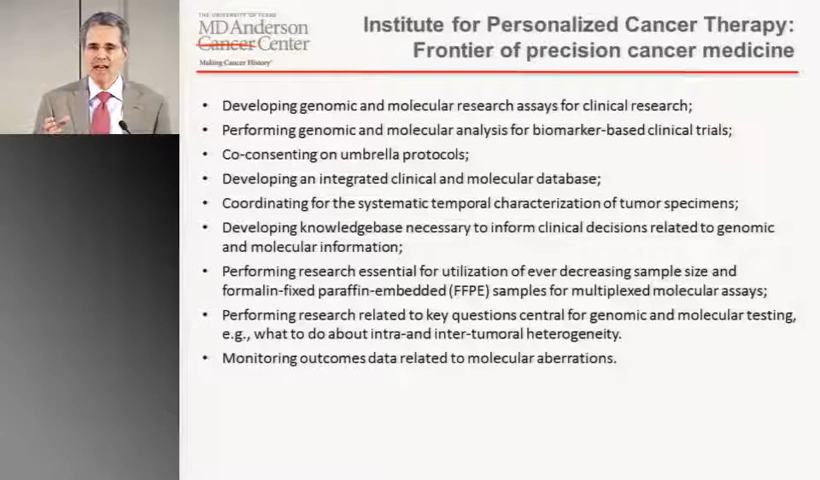 THE UNIVERSITY OF TEXAS
MD Anderson
Cancer Center
Making Cancer History®
Institute for Personalized Cancer Therapy:
Frontier of precision cancer medicine
• Developing genomic and molecular research assays for clinical research;
• Performing genomic and molecular analysis for biomarker-based clinical trials;
• Co-consenting on umbrella protocols;
• Developing an integrated clinical and molecular database;
• Coordinating for the systematic temporal characterization of tumor specimens;
• Developing knowledgebase necessary to inform clinical decisions related to genomic
and molecular information;
• Performing research essential for utilization of ever decreasing sample size and
formalin-fixed paraffin-embedded (FFPE) samples for multiplexed molecular assays;
• Performing research related to key questions central for genomic and molecular testing,
e.g., what to do about intra-and inter-tumoral heterogeneity.
• Monitoring outcomes data related to molecular aberrations.